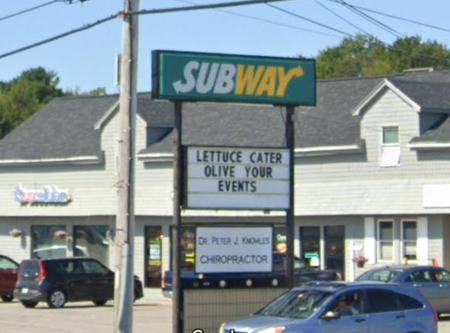 SUBWAY
LETTUCE CATER
OLIVE YOUR
EVENTS
DR. PETER J. KNOWLES
CHIROPRACTOR